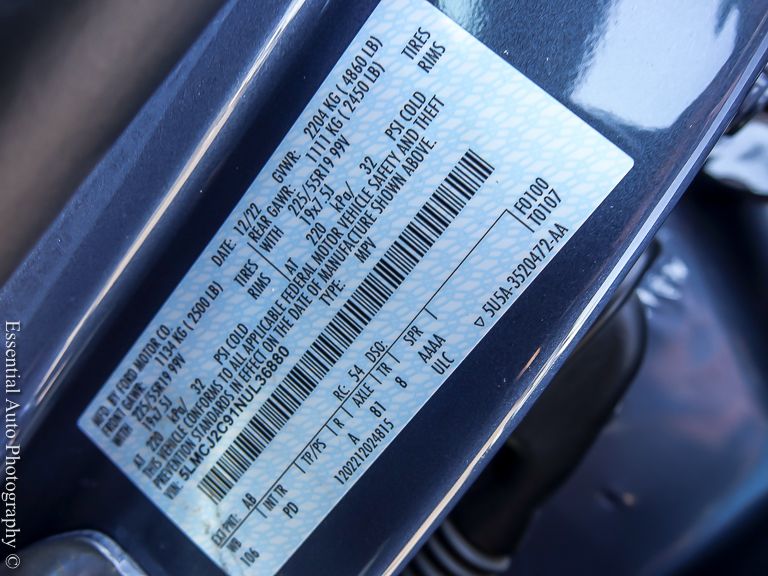 MFD. BY FORD MOTOR CO.
DATE: 12/22 GVWR: 2204 KG ( 4860 LB)
FRONT GAWR: 1134 KG ( 2500 LB) REAR GAWR: 1111 KG ( 2450 LB)
WITH 225/55R19 99V TIRES WITH 225/55R19 99V TIRES
19x7.5J RIMS 19x7.5J RIMS
AT 220 kPa/ 32 PSI COLD AT 220 kPa/ 32 PSI COLD
THIS VEHICLE CONFORMS TO ALL APPLICABLE FEDERAL MOTOR VEHICLE SAFETY AND THEFT
PREVENTION STANDARDS IN EFFECT ON THE DATE OF MANUFACTURE SHOWN ABOVE.
VIN: 5LMCJ2C91NUL36880 TYPE: MPV
EXT PNT: AB RC: 54 DSO: F0100
T0107
WB INT TR TP/PS R AXLE TR SPR
106 PD A 81 8 AAAA
1202212024815 ULC
▽ 5U5A-3520472-AA
Essential Auto Photography ©